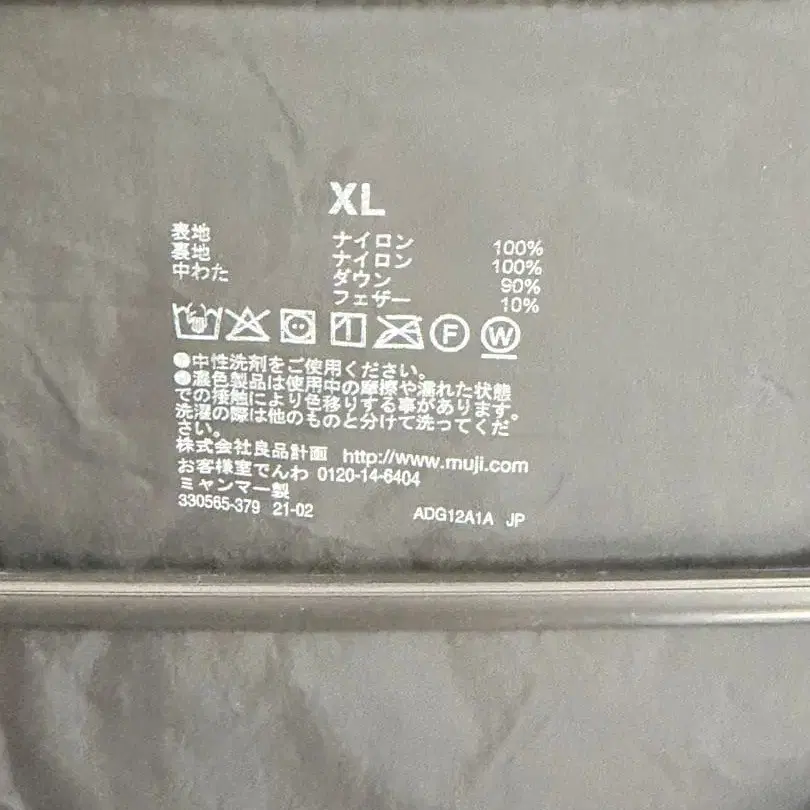 XL
表地 ナイロン 100%
裏地 ナイロン 100%
中わた ダウン 90%
フェザー 10%
F W
●中性洗剤をご使用ください。
●濃色製品は使用中の摩擦や濡れた状態
での接触により色移りする事があります。
洗濯の際は他のものと分けて洗ってくだ
さい。
株式会社良品計画 http://www.muji.com
お客様室でんわ 0120-14-6404
ミャンマー製
330565-379 21-02 ADG12A1A JP